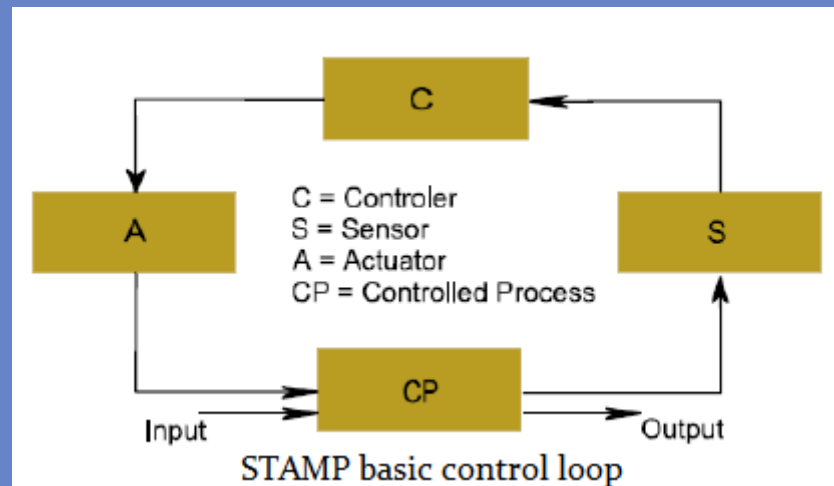 C
A
S
C = Controler
S = Sensor
A = Actuator
CP = Controlled Process
CP
Input
Output
STAMP basic control loop